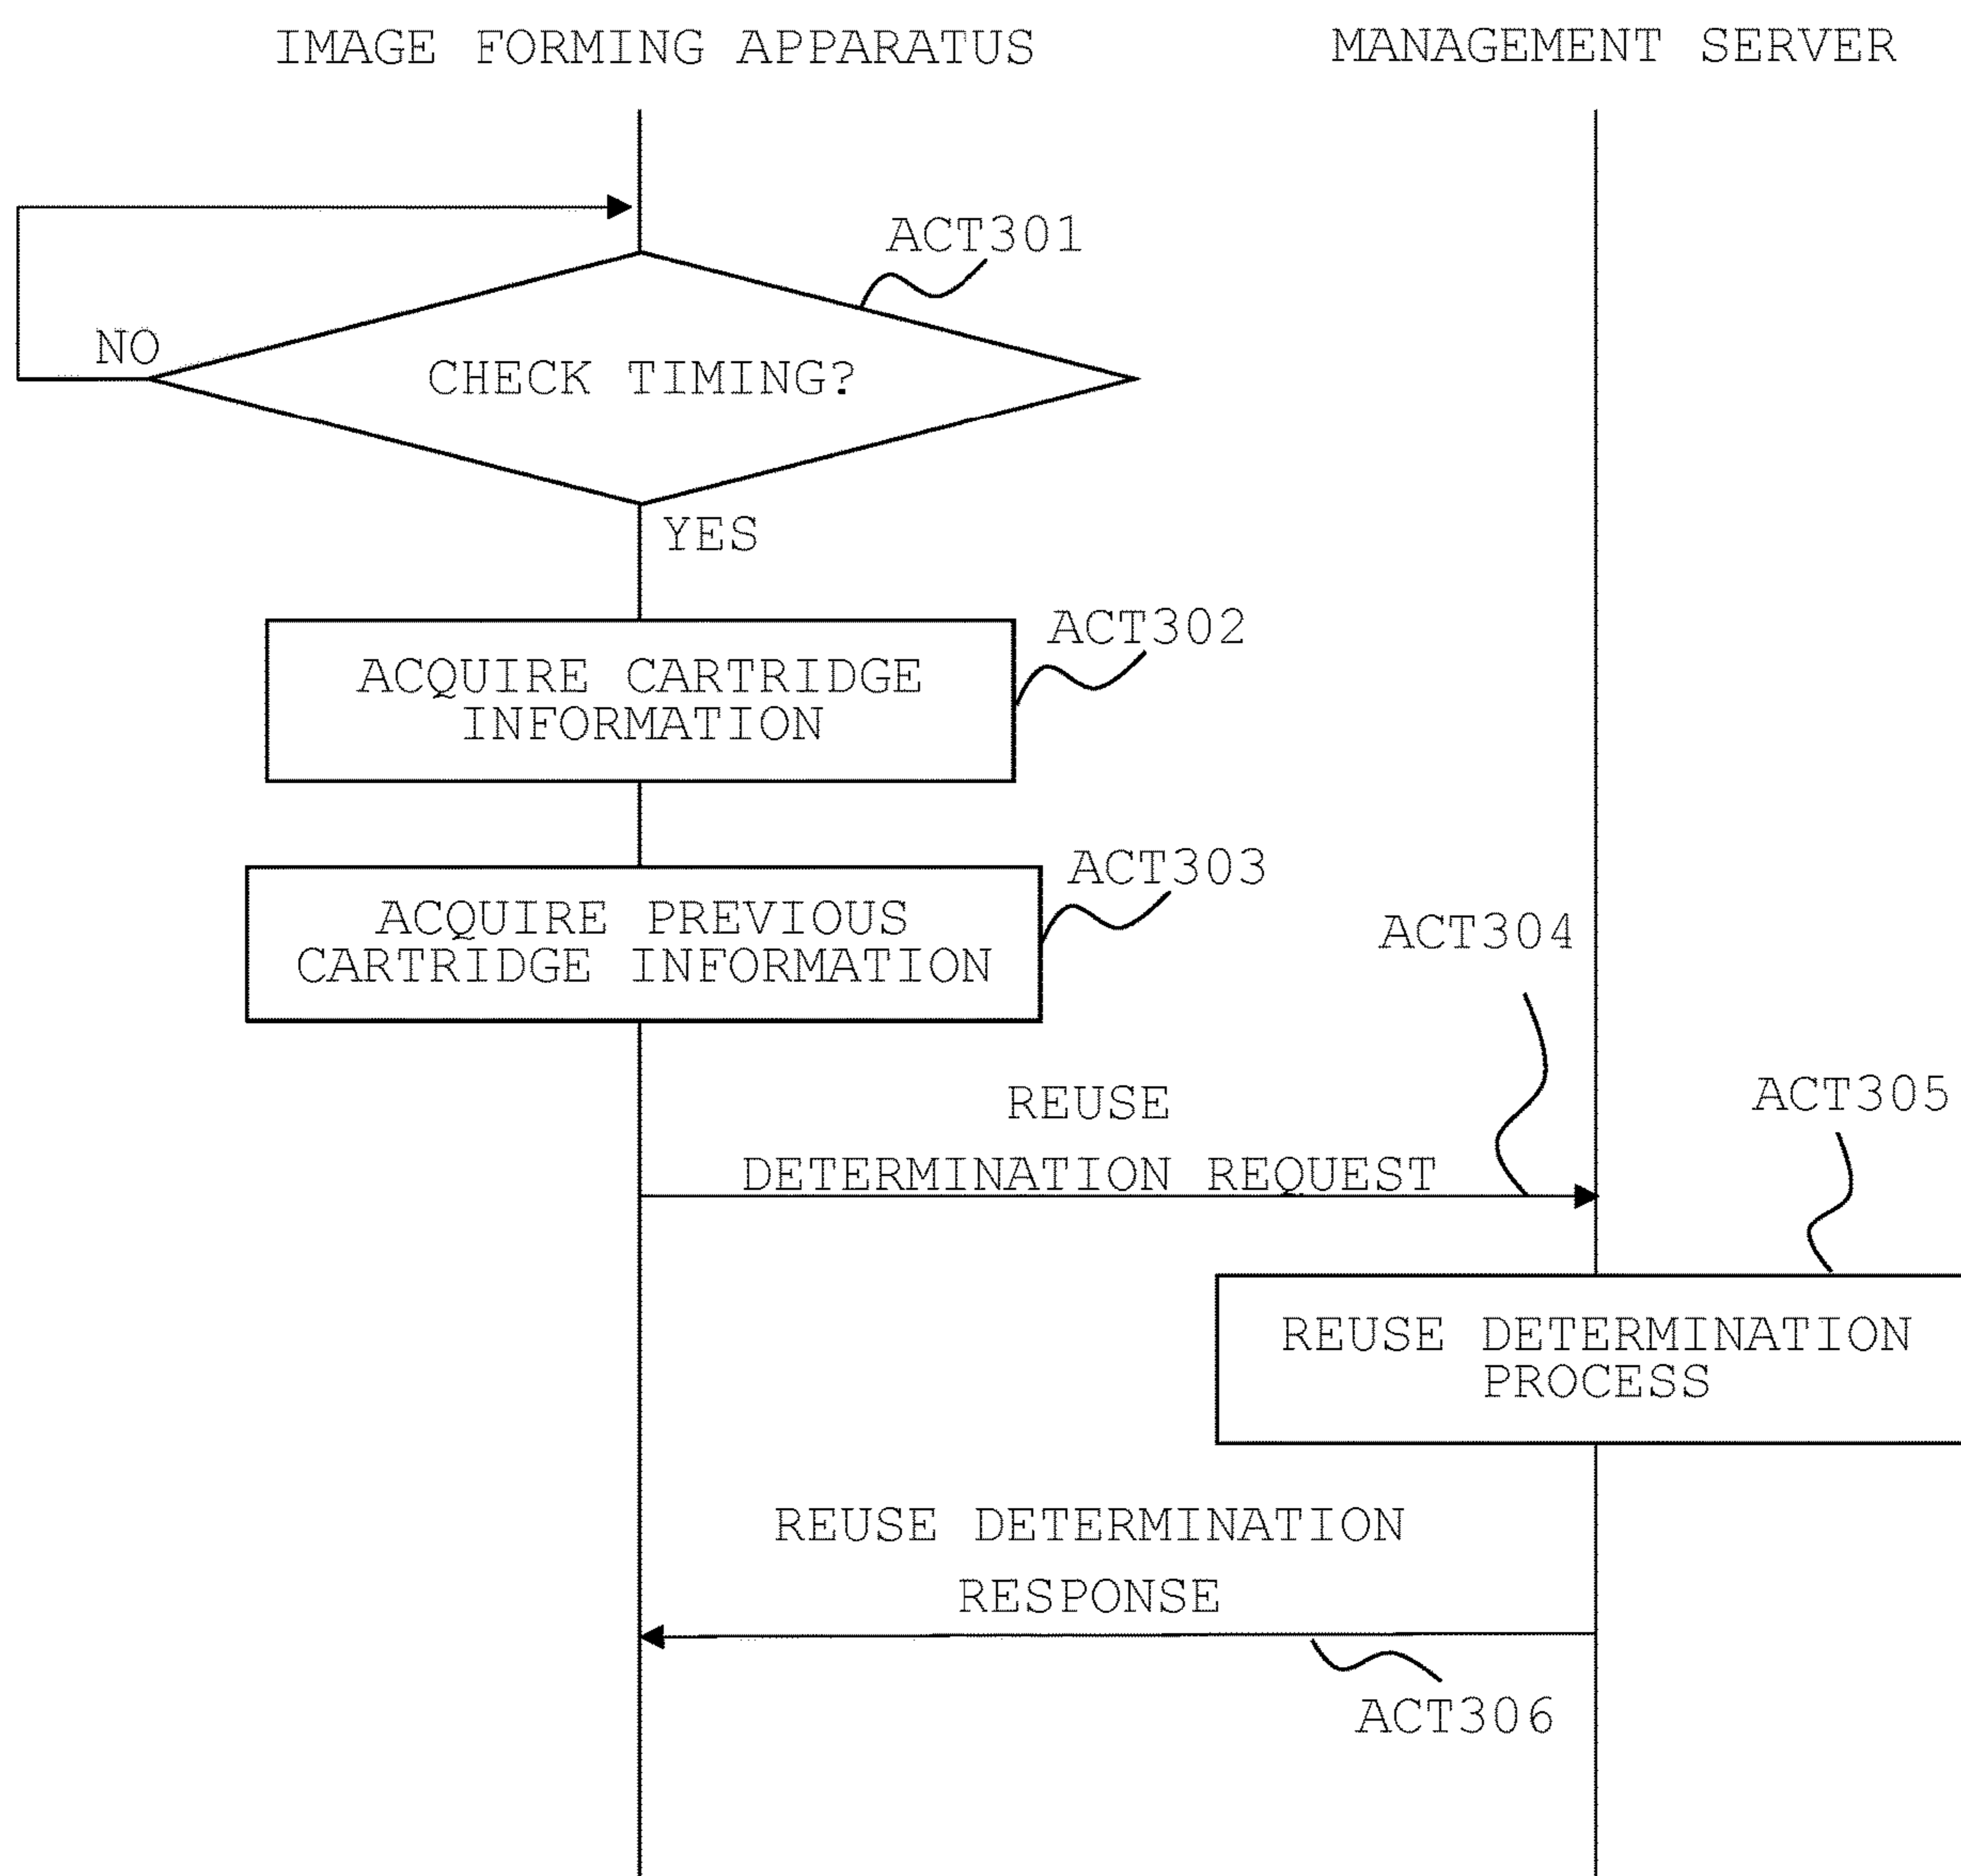 IMAGE FORMING APPARATUS
MANAGEMENT SERVER
ACT301
NO
CHECK TIMING?
YES
ACT302
ACQUIRE CARTRIDGE
INFORMATION
ACT303
ACQUIRE PREVIOUS
CARTRIDGE INFORMATION
ACT304
REUSE
DETERMINATION REQUEST
ACT305
REUSE DETERMINATION
PROCESS
REUSE DETERMINATION
RESPONSE
ACT306